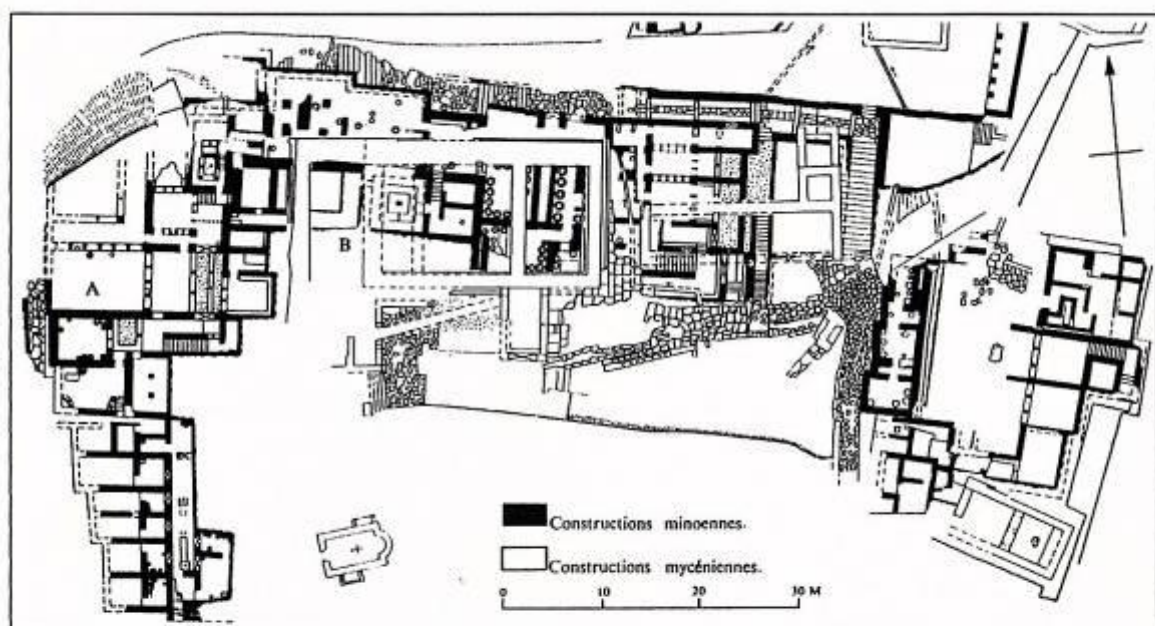 A
B
Constructions minoennes.
Constructions mycéniennes.
0 10 20 30 M